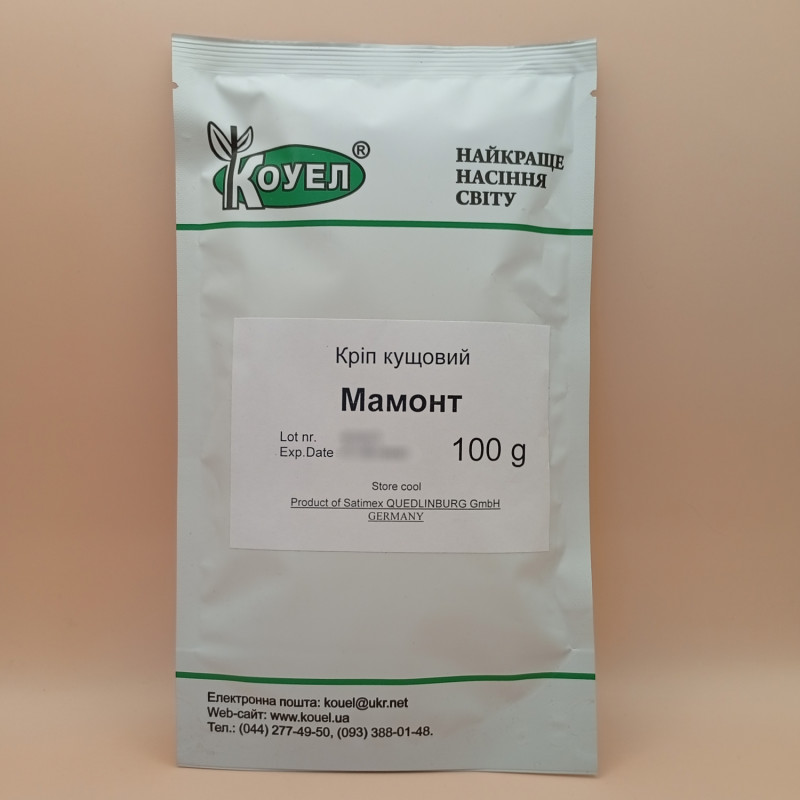 КОУЕЛ®
НАЙКРАЩЕ
НАСІННЯ
СВІТУ
Кріп кущовий
Мамонт
Lot nr.
Exp.Date
100 g
Store cool
Product of Satimex QUEDLINBURG GmbH
GERMANY
Електронна пошта: kouel@ukr.net
Web-сайт: www.kouel.ua
Тел.: (044) 277-49-50, (093) 388-01-48.